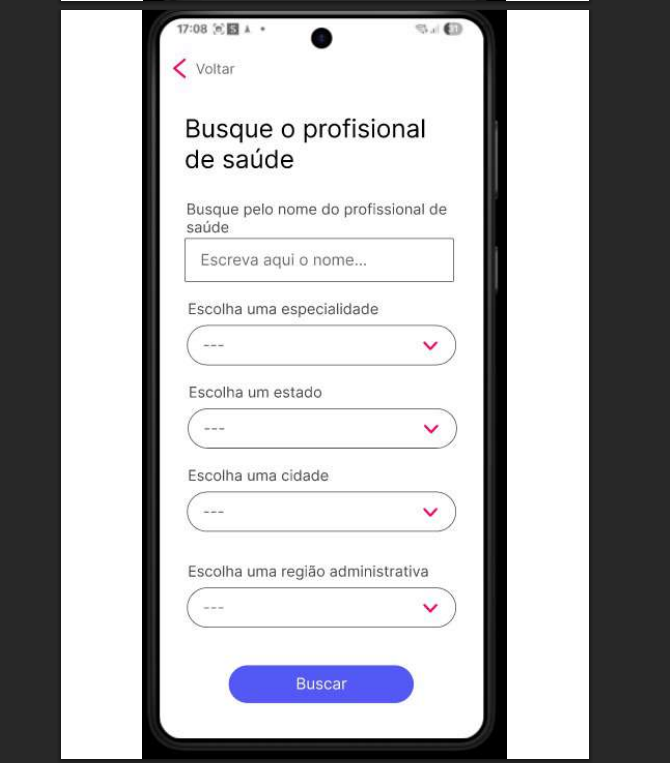 17:08
Voltar
Busque o profisional
de saúde
Busque pelo nome do profissional de
saúde
Escreva aqui o nome...
Escolha uma especialidade
---
Escolha um estado
---
Escolha uma cidade
---
Escolha uma região administrativa
---
Buscar